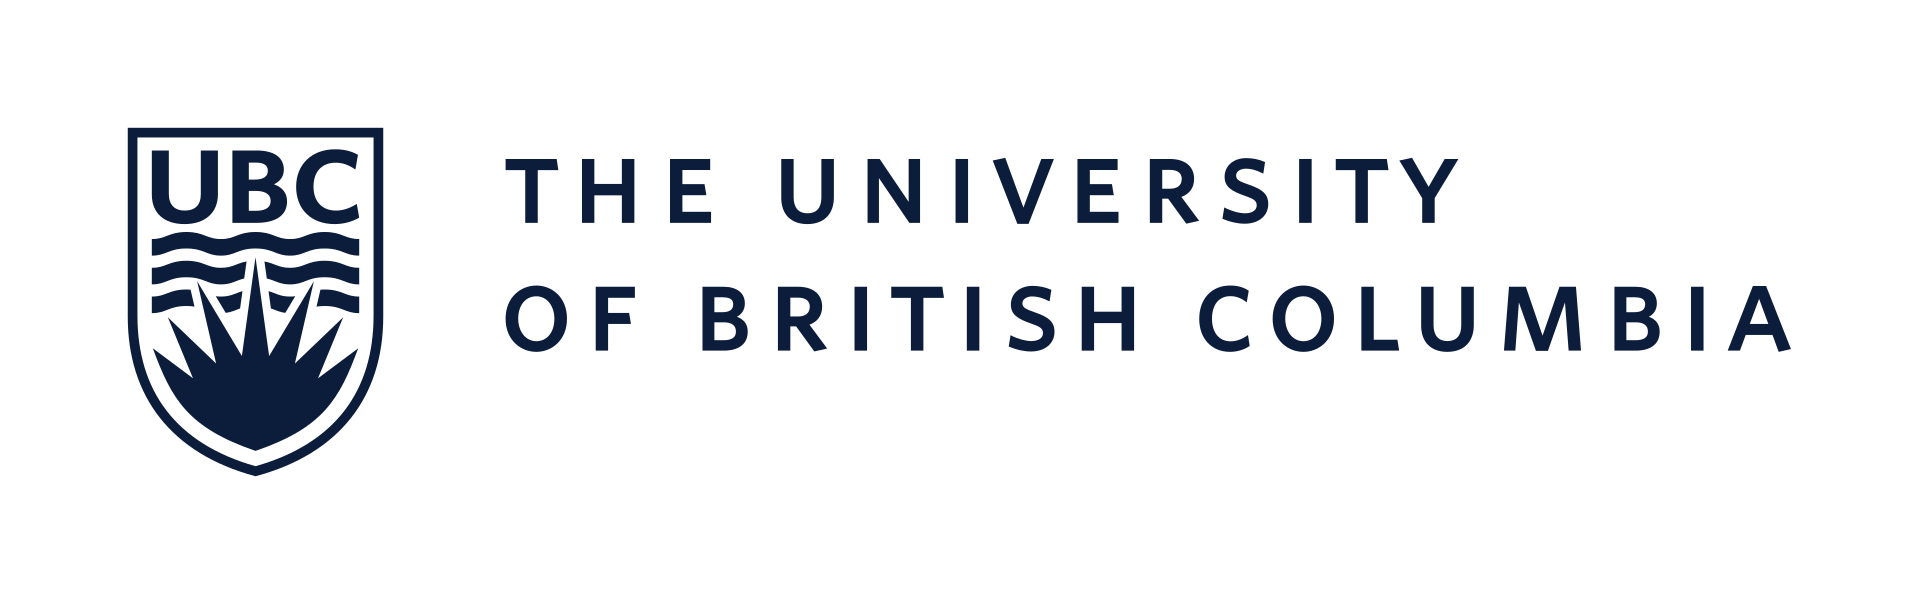 UBC
THE UNIVERSITY
OF BRITISH COLUMBIA